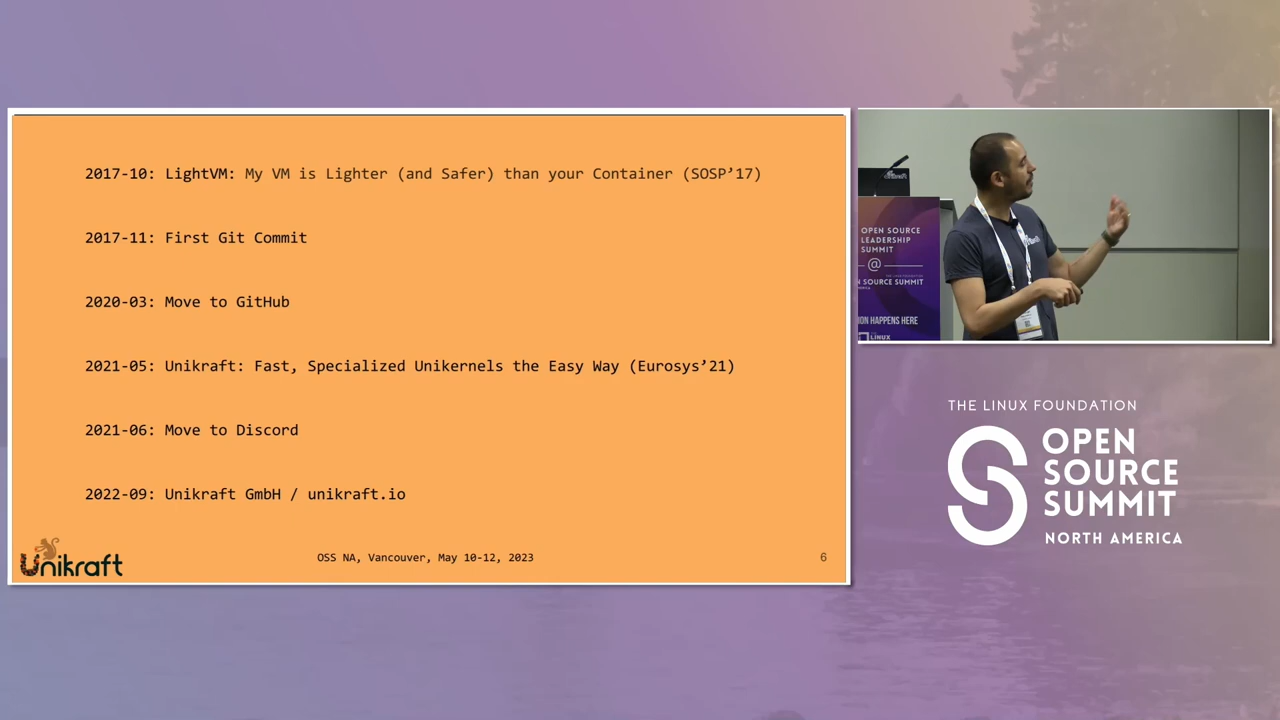 2017-10: LightVM: My VM is Lighter (and Safer) than your Container (SOSP’17)
2017-11: First Git Commit
2020-03: Move to GitHub
2021-05: Unikraft: Fast, Specialized Unikernels the Easy Way (Eurosys’21)
2021-06: Move to Discord
2022-09: Unikraft GmbH / unikraft.io
Unikraft
OSS NA, Vancouver, May 10-12, 2023
6
OPEN SOURCE
LEADERSHIP
SUMMIT
@
N SOURCE SUMMIT
ION HAPPENS HERE
LINUX
THE LINUX FOUNDATION
OPEN
SOURCE
SUMMIT
NORTH AMERICA